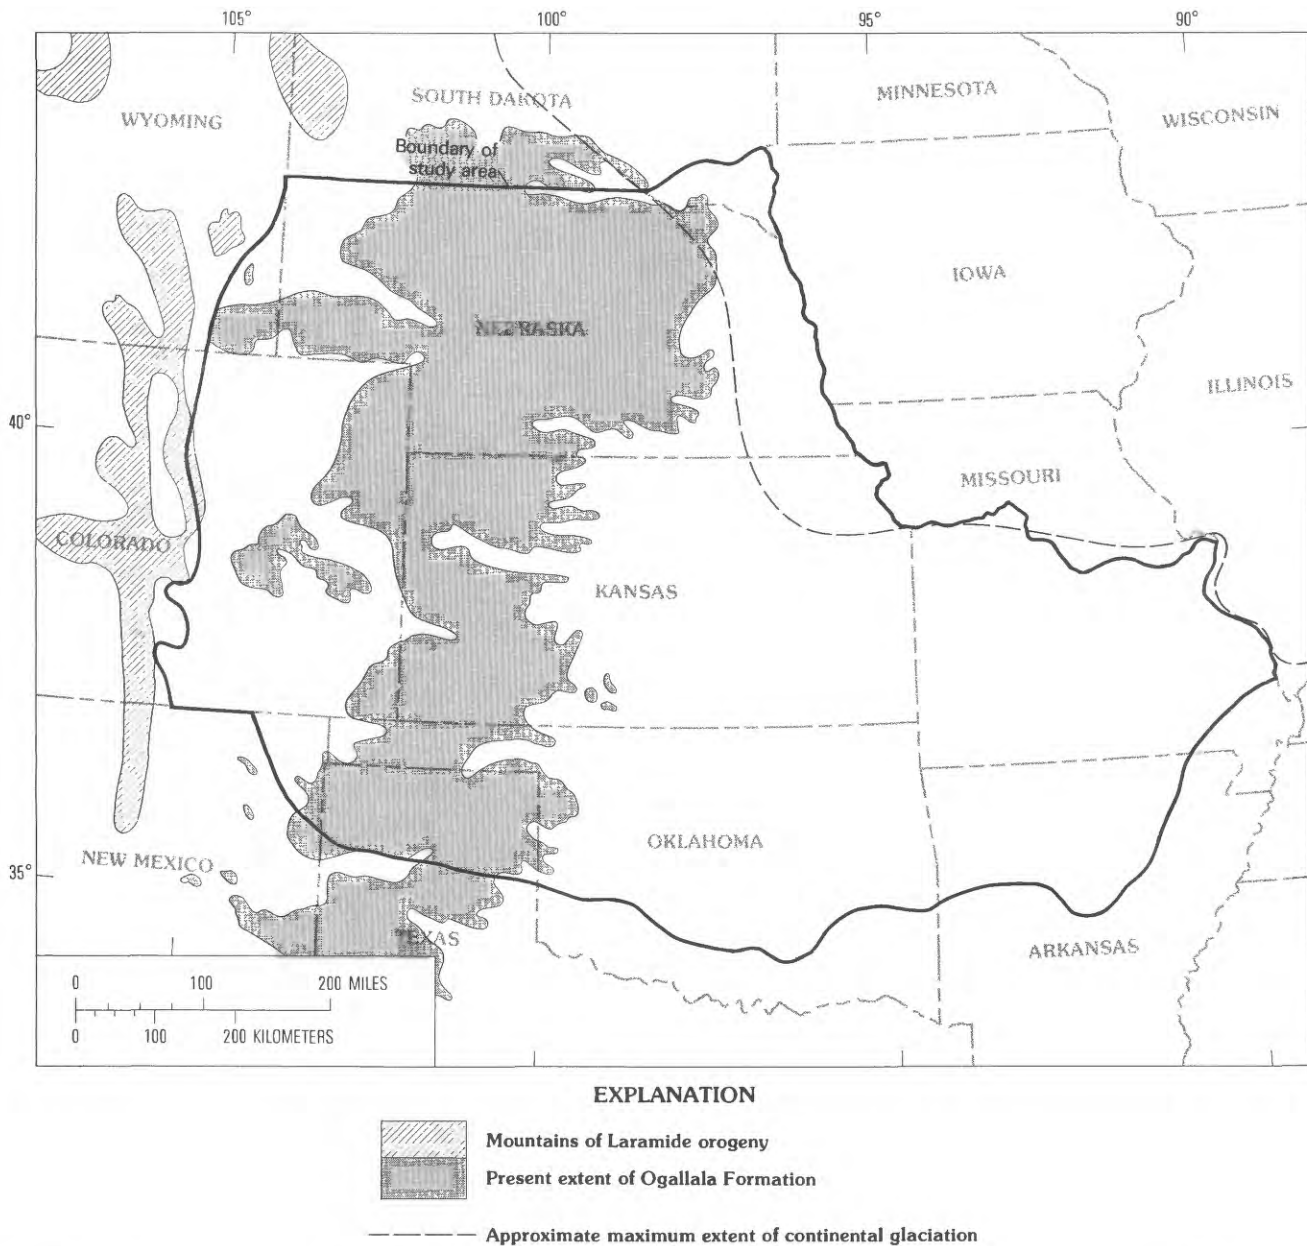 105° 100° 95° 90°
SOUTH DAKOTA
MINNESOTA
WYOMING
WISCONSIN
Boundary of
study area
IOWA
NEBRASKA
ILLINOIS
40°
MISSOURI
COLORADO
KANSAS
OKLAHOMA
NEW MEXICO
35°
TEXAS
ARKANSAS
0 100 200 MILES
0 100 200 KILOMETERS
EXPLANATION
Mountains of Laramide orogeny
Present extent of Ogallala Formation
Approximate maximum extent of continental glaciation